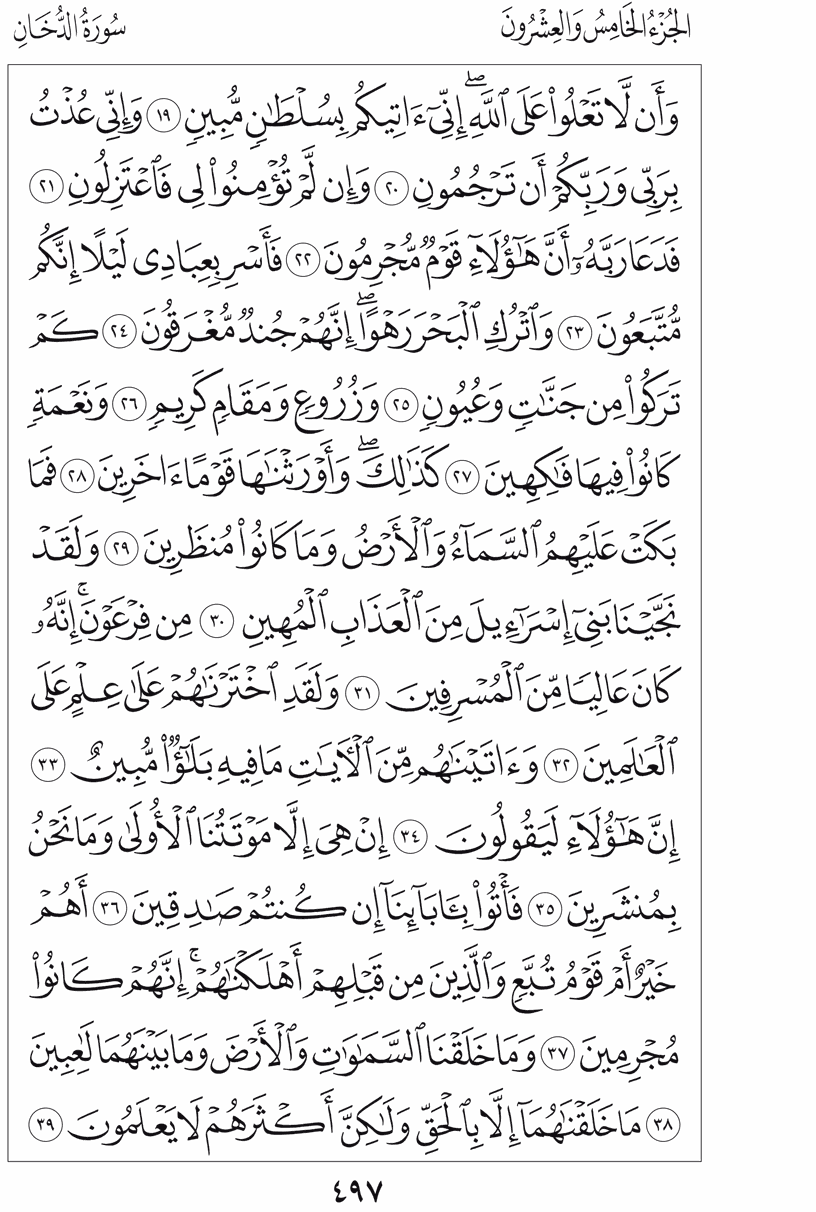 الجُزْءُ الخَامِسُ وَالعِشْرُونَ
سُورَةُ الدُّخَانِ
وَأَن لَّا تَعْلُوا۟ عَلَى ٱللَّهِ ۖ إِنِّىٓ ءَاتِيكُم بِسُلْطَـٰنٍ مُّبِينٍ ١٩ وَإِنِّى عُذْتُ
بِرَبِّى وَرَبِّكُمْ أَن تَرْجُمُونِ ٢٠ وَإِن لَّمْ تُؤْمِنُوا۟ لِى فَٱعْتَزِلُونِ ٢١
فَدَعَا رَبَّهُۥٓ أَنَّ هَـٰٓؤُلَآءِ قَوْمٌ مُّجْرِمُونَ ٢٢ فَأَسْرِ بِعِبَادِى لَيْلًا إِنَّكُم
مُّتَّبَعُونَ ٢٣ وَٱتْرُكِ ٱلْبَحْرَ رَهْوًا ۖ إِنَّهُمْ جُندٌ مُّغْرَقُونَ ٢٤ كَمْ
تَرَكُوا۟ مِن جَنَّـٰتٍ وَعُيُونٍ ٢٥ وَزُرُوعٍ وَمَقَامٍ كَرِيمٍ ٢٦ وَنَعْمَةٍ
كَانُوا۟ فِيهَا فَـٰكِهِينَ ٢٧ كَذَٰلِكَ ۖ وَأَوْرَثْنَـٰهَا قَوْمًا ءَاخَرِينَ ٢٨ فَمَا
بَكَتْ عَلَيْهِمُ ٱلسَّمَآءُ وَٱلْأَرْضُ وَمَا كَانُوا۟ مُنظَرِينَ ٢٩ وَلَقَدْ
نَجَّيْنَا بَنِىٓ إِسْرَٰٓءِيلَ مِنَ ٱلْعَذَابِ ٱلْمُهِينِ ٣٠ مِن فِرْعَوْنَ ۚ إِنَّهُۥ
كَانَ عَالِيًا مِّنَ ٱلْمُسْرِفِينَ ٣١ وَلَقَدِ ٱخْتَرْنَـٰهُمْ عَلَىٰ عِلْمٍ عَلَى
ٱلْعَـٰلَمِينَ ٣٢ وَءَاتَيْنَـٰهُم مِّنَ ٱلْـَٔايَـٰتِ مَا فِيهِ بَلَـٰٓؤٌا۟ مُّبِينٌ ٣٣
إِنَّ هَـٰٓؤُلَآءِ لَيَقُولُونَ ٣٤ إِنْ هِىَ إِلَّا مَوْتَتُنَا ٱلْأُولَىٰ وَمَا نَحْنُ
بِمُنشَرِينَ ٣٥ فَأْتُوا۟ بِـَٔابَآئِنَآ إِن كُنتُمْ صَـٰدِقِينَ ٣٦ أَهُمْ
خَيْرٌ أَمْ قَوْمُ تُبَّعٍ وَٱلَّذِينَ مِن قَبْلِهِمْ ۚ أَهْلَكْنَـٰهُمْ ۖ إِنَّهُمْ كَانُوا۟
مُجْرِمِينَ ٣٧ وَمَا خَلَقْنَا ٱلسَّمَـٰوَٰتِ وَٱلْأَرْضَ وَمَا بَيْنَهُمَا لَـٰعِبِينَ
٣٨ مَا خَلَقْنَـٰهُمَآ إِلَّا بِٱلْحَقِّ وَلَـٰكِنَّ أَكْثَرَهُمْ لَا يَعْلَمُونَ ٣٩
٤٩٧